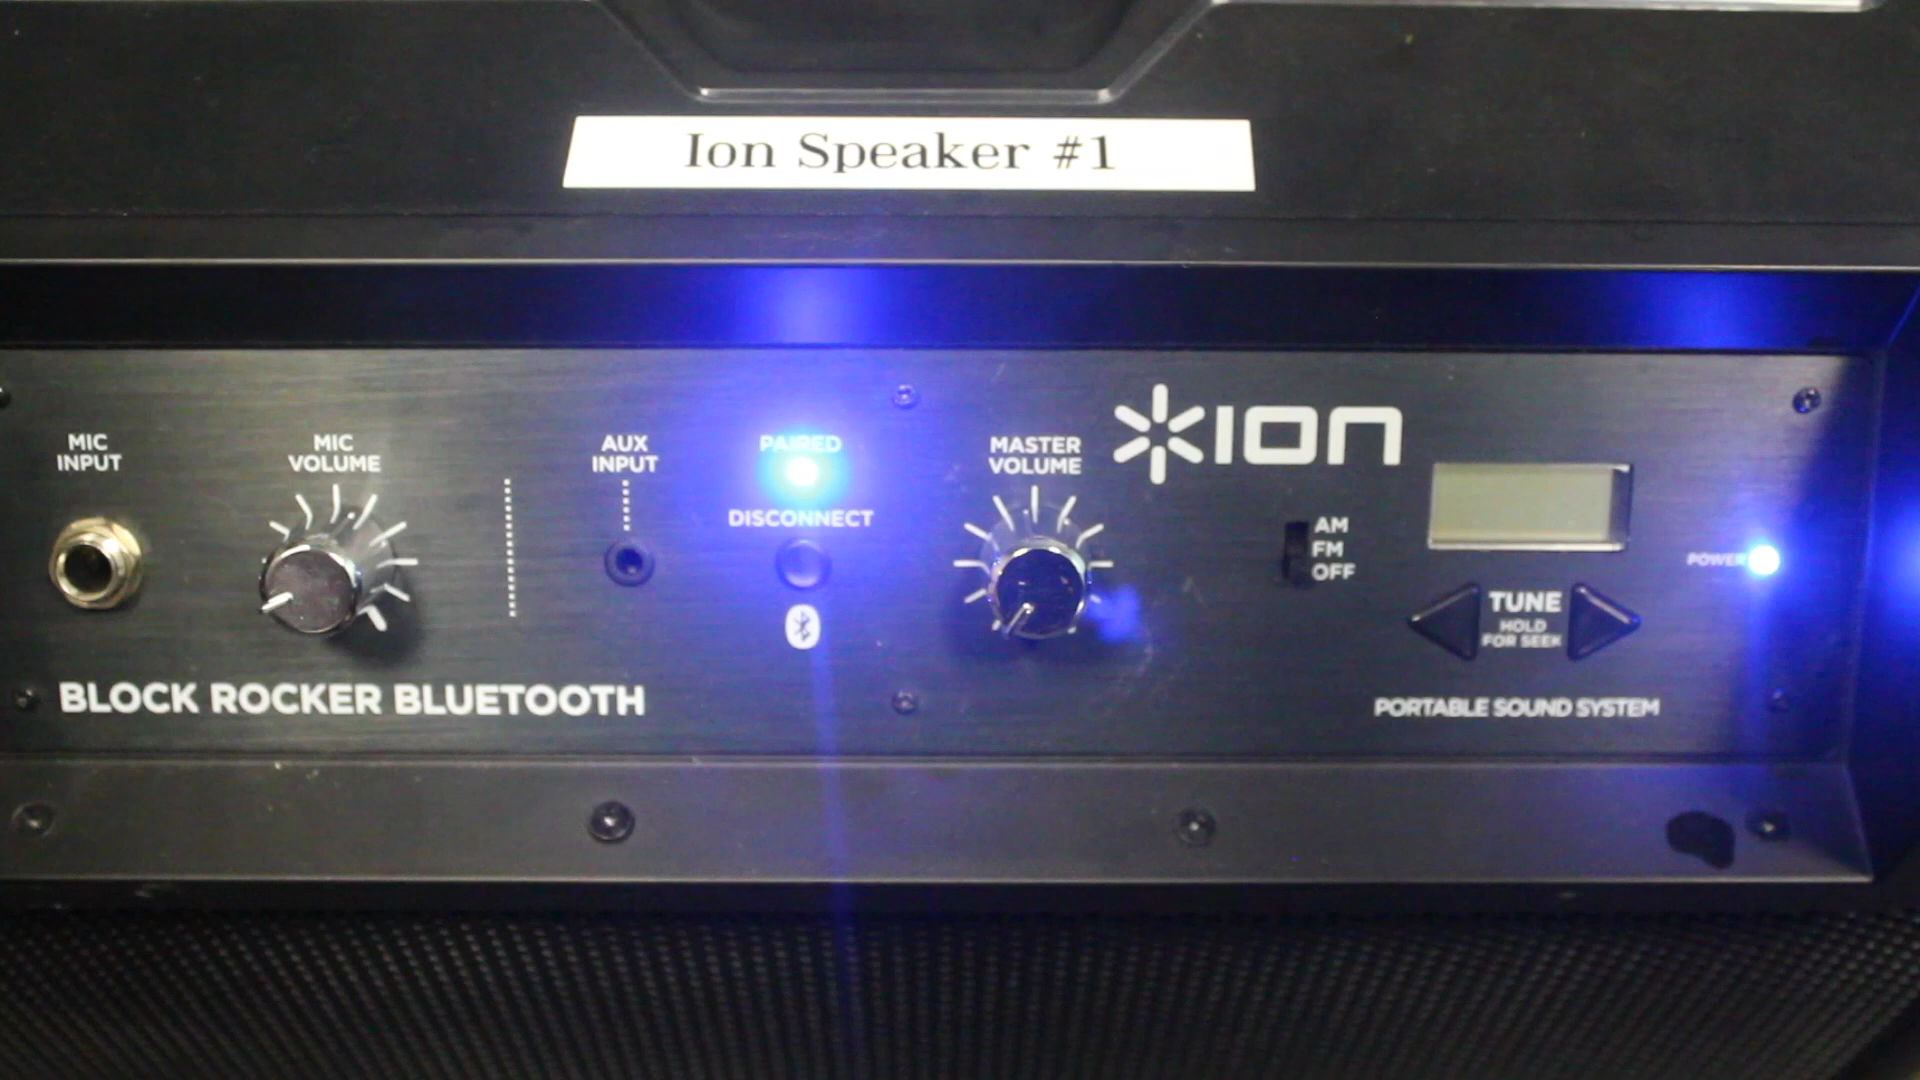 Ion Speaker #1
MIC
INPUT
MIC
VOLUME
AUX
INPUT
PAIRED
DISCONNECT
MASTER
VOLUME
ION
AM
FM
OFF
POWER
TUNE
HOLD
FOR SEEK
BLOCK ROCKER BLUETOOTH
PORTABLE SOUND SYSTEM